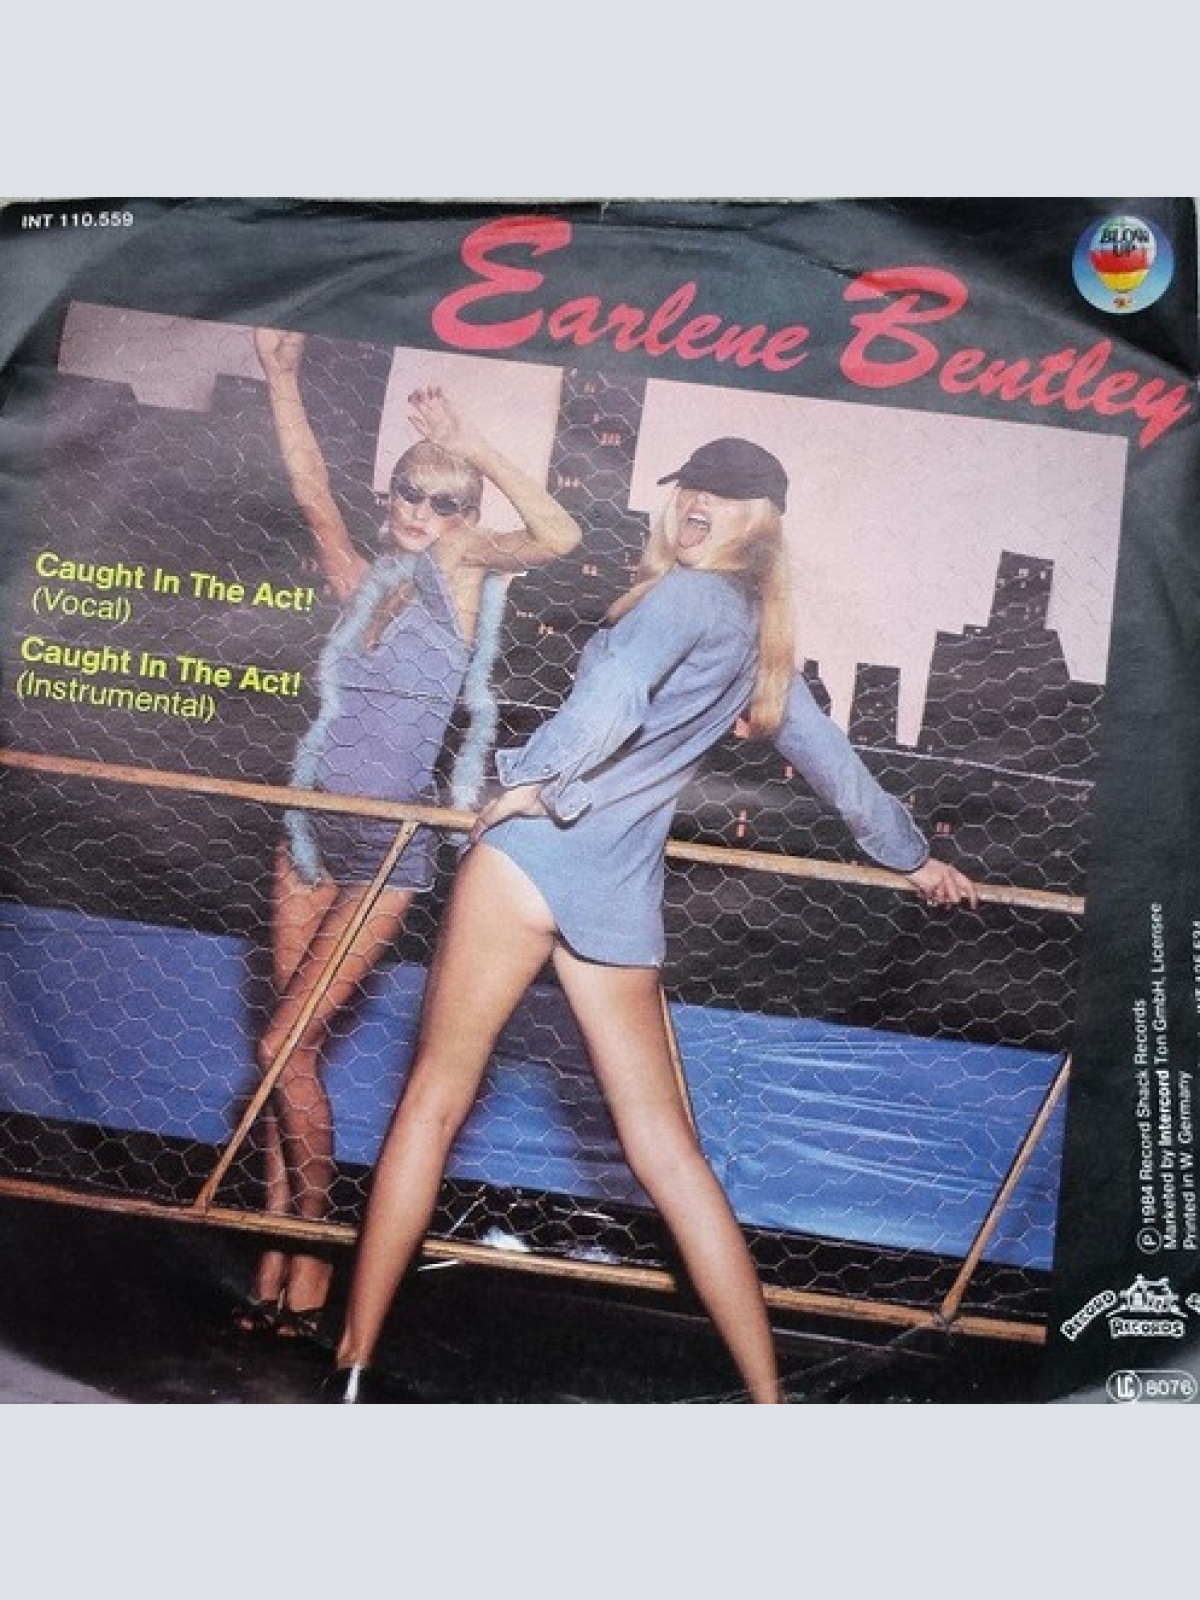 INT 110.559
BLOW
UP
Earlene Bentley
Caught In The Act!
(Vocal)
Caught In The Act!
(Instrumental)
Ⓟ 1984 Record Shack Records
Marketed by Intercord Ton GmbH, Licensee
Printed in W. Germany
RECORD
RECORDS
LC 8076